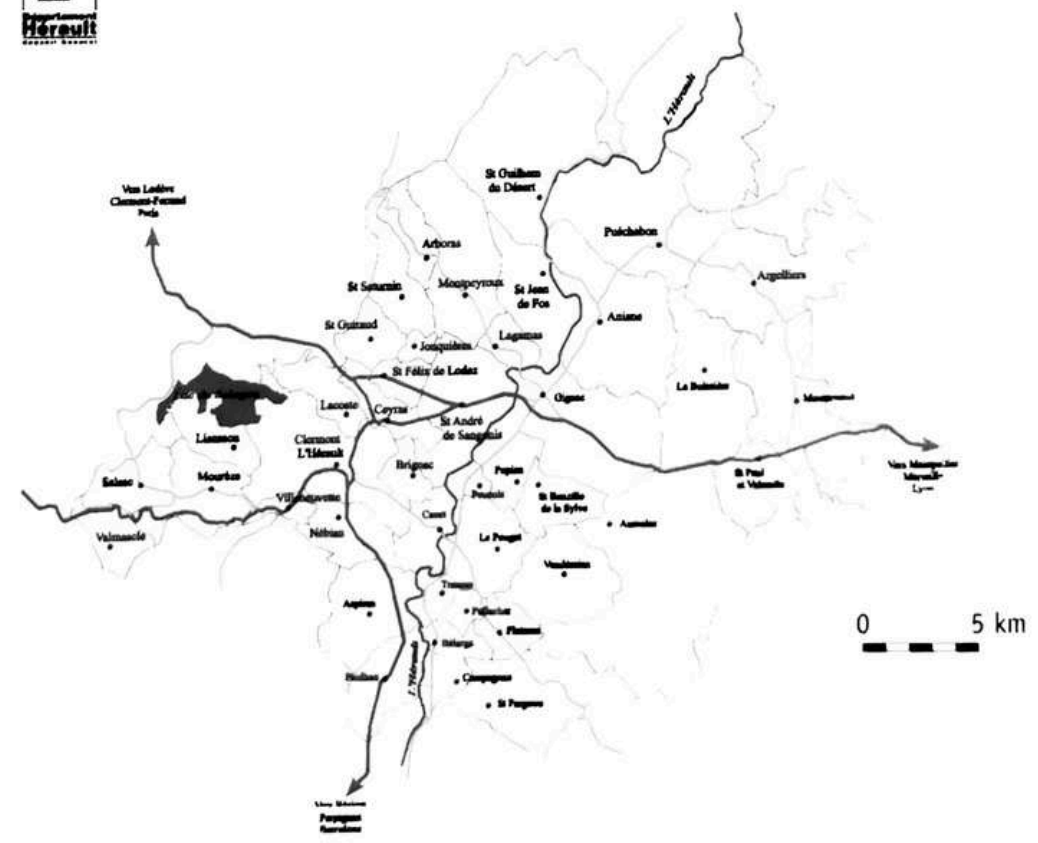 Département
Hérault
L'Hérault
St Guilhem
du Désert
Vers Lodève
Clermont-Ferrand
Paris
Puéchabon
Arboras
Argelliers
St Saturnin
Montpeyroux
St Jean
de Fos
Aniane
St Guiraud
Jonquières
Lagamas
St Félix de Lodez
Gignac
Lacoste
Ceyras
St André
de Sangonis
Liausson
Clermont
L'Hérault
Brignac
Popian
Pouzols
St Bauzille
de la Sylve
St Paul
et Valmalle
Salasc
Mourèze
Villeneuvette
Canet
Nébian
Aumelas
Valmascle
Le Pouget
Vendémian
Tressan
Aspiran
Puilacher
Plaissan
Bélarga
L'Hérault
Paulhan
Campagnan
St Pargoire
0
5 km